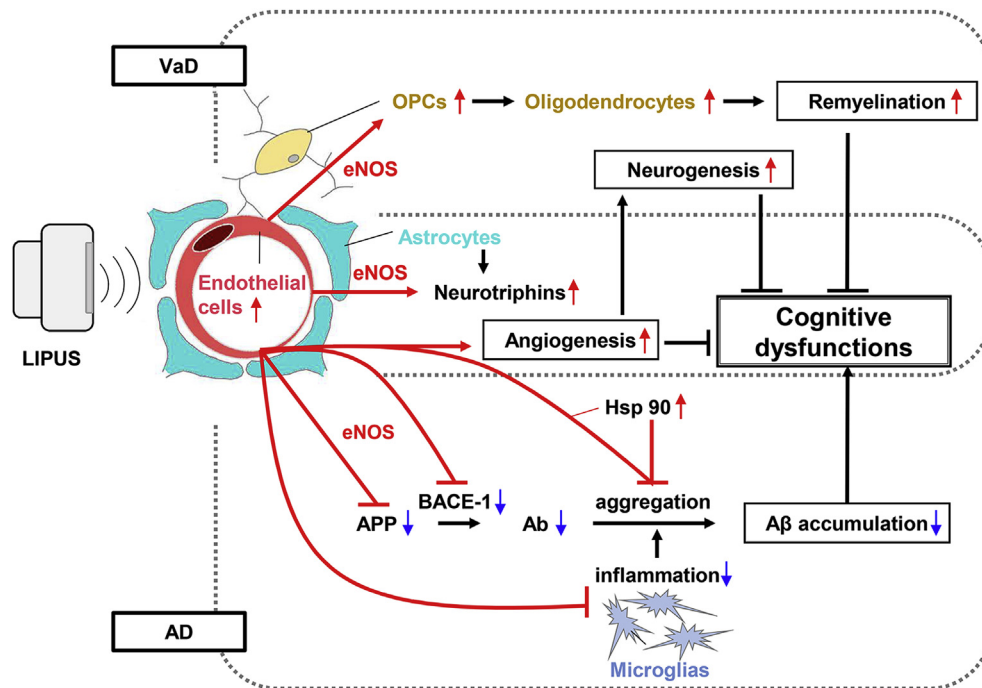 VaD
OPCs
Oligodendrocytes
Remyelination
eNOS
Neurogenesis
Astrocytes
eNOS
Endothelial
cells
Neurotriphins
LIPUS
Angiogenesis
Cognitive
dysfunctions
Hsp 90
eNOS
BACE-1
aggregation
APP
Ab
Aβ accumulation
inflammation
AD
Microglias